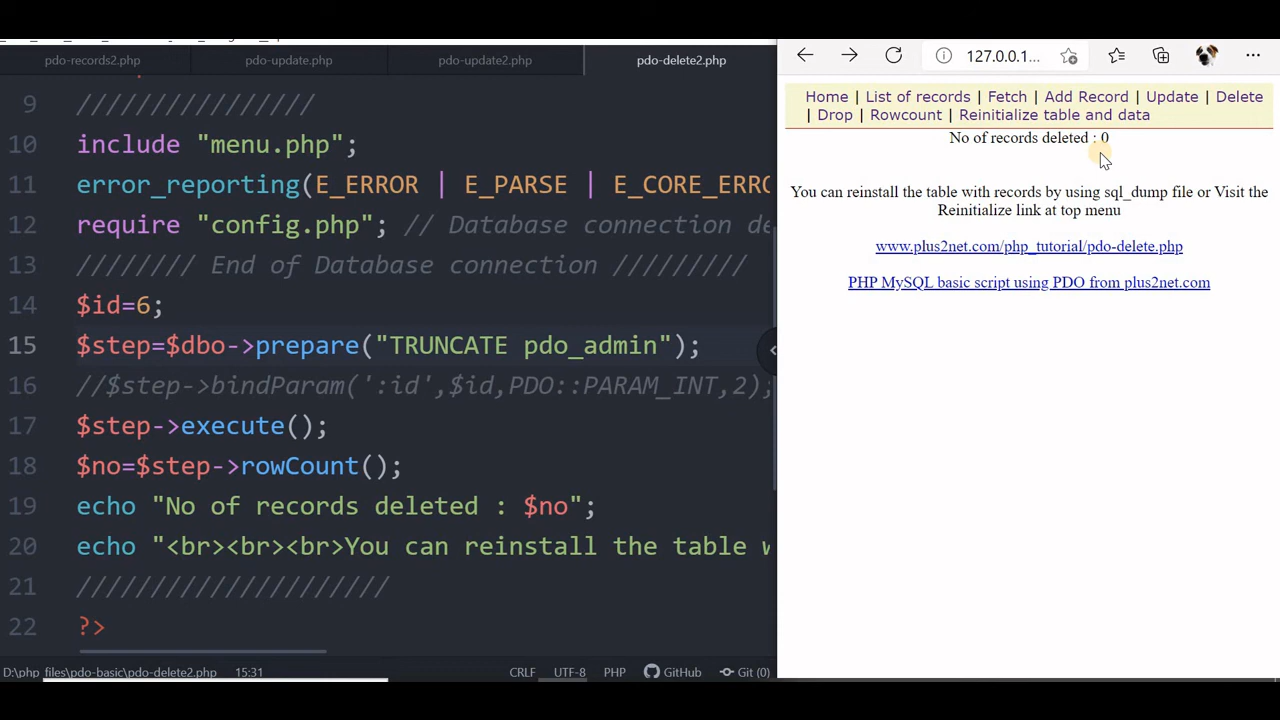 pdo-records2.php
pdo-update.php
pdo-update2.php
pdo-delete2.php
9 ////////////////
10 include "menu.php";
11 error_reporting(E_ERROR | E_PARSE | E_CORE_ERRO
12 require "config.php"; // Database connection de
13 //////// End of Database connection /////////
14 $id=6;
15 $step=$dbo->prepare("TRUNCATE pdo_admin");
16 //$step->bindParam(':id',$id,PDO::PARAM_INT,2);
17 $step->execute();
18 $no=$step->rowCount();
19 echo "No of records deleted : $no";
20 echo "<br><br><br>You can reinstall the table w
21 /////////////////////
22 ?>
D:\php_files\pdo-basic\pdo-delete2.php 15:31 CRLF UTF-8 PHP GitHub Git (0)
127.0.0.1...
Home | List of records | Fetch | Add Record | Update | Delete
| Drop | Rowcount | Reinitialize table and data
No of records deleted : 0
You can reinstall the table with records by using sql_dump file or Visit the
Reinitialize link at top menu
www.plus2net.com/php_tutorial/pdo-delete.php
PHP MySQL basic script using PDO from plus2net.com